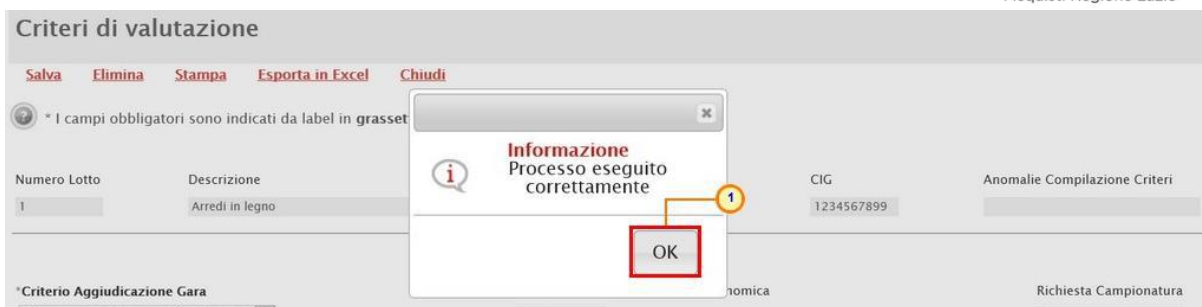 Criteri di valutazione
Salva Elimina Stampa Esporta in Excel Chiudi
* I campi obbligatori sono indicati da label in grasset
Informazione
Processo eseguito
correttamente
1
OK
Numero Lotto Descrizione CIG Anomalie Compilazione Criteri
1 Arredi in legno 1234567899
*Criterio Aggiudicazione Gara nomica Richiesta Campionatura